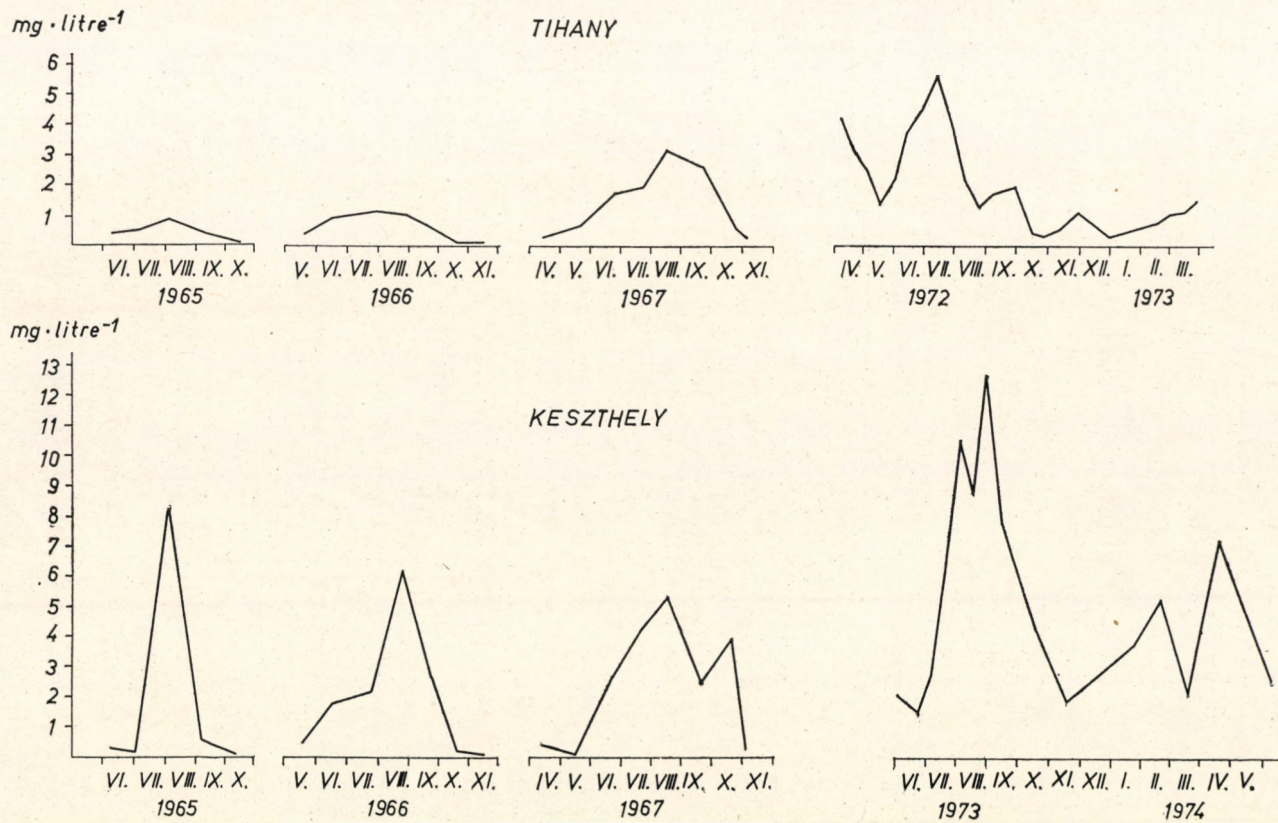 mg · litre⁻¹
TIHANY
6
5
4
3
2
1
VI. VII. VIII. IX. X.
V. VI. VII. VIII. IX. X. XI.
IV. V. VI. VII. VIII. IX. X. XI.
IV. V. VI. VII. VIII. IX. X. XI. XII. I. II. III.
1965
1966
1967
1972
1973
mg · litre⁻¹
KESZTHELY
13
12
11
10
9
8
7
6
5
4
3
2
1
VI. VII. VIII. IX. X.
V. VI. VII. VIII. IX. X. XI.
IV. V. VI. VII. VIII. IX. X. XI.
VI. VII. VIII. IX. X. XI. XII. I. II. III. IV. V.
1965
1966
1967
1973
1974